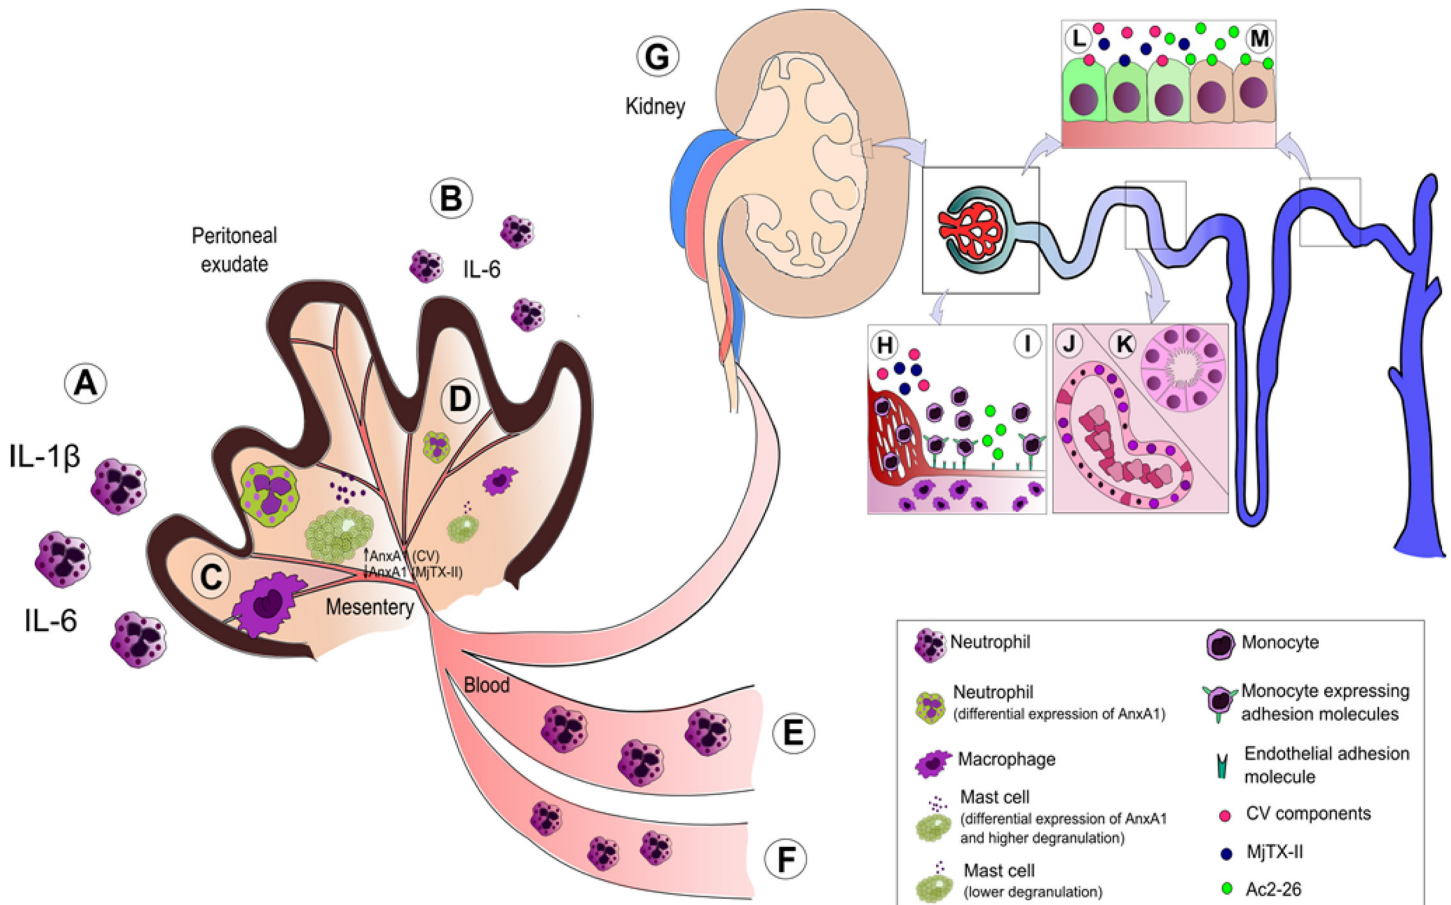 G
Kidney
L
M
B
Peritoneal
exudate
IL-6
A
IL-1β
IL-6
D
C
↑AnxA1 (CV)
↓AnxA1 (MjTX-II)
Mesentery
Blood
E
F
H
I
J
K
Neutrophil
Neutrophil
(differential expression of AnxA1)
Macrophage
Mast cell
(differential expression of AnxA1
and higher degranulation)
Mast cell
(lower degranulation)
Monocyte
Monocyte expressing
adhesion molecules
Endothelial adhesion
molecule
CV components
MjTX-II
Ac2-26